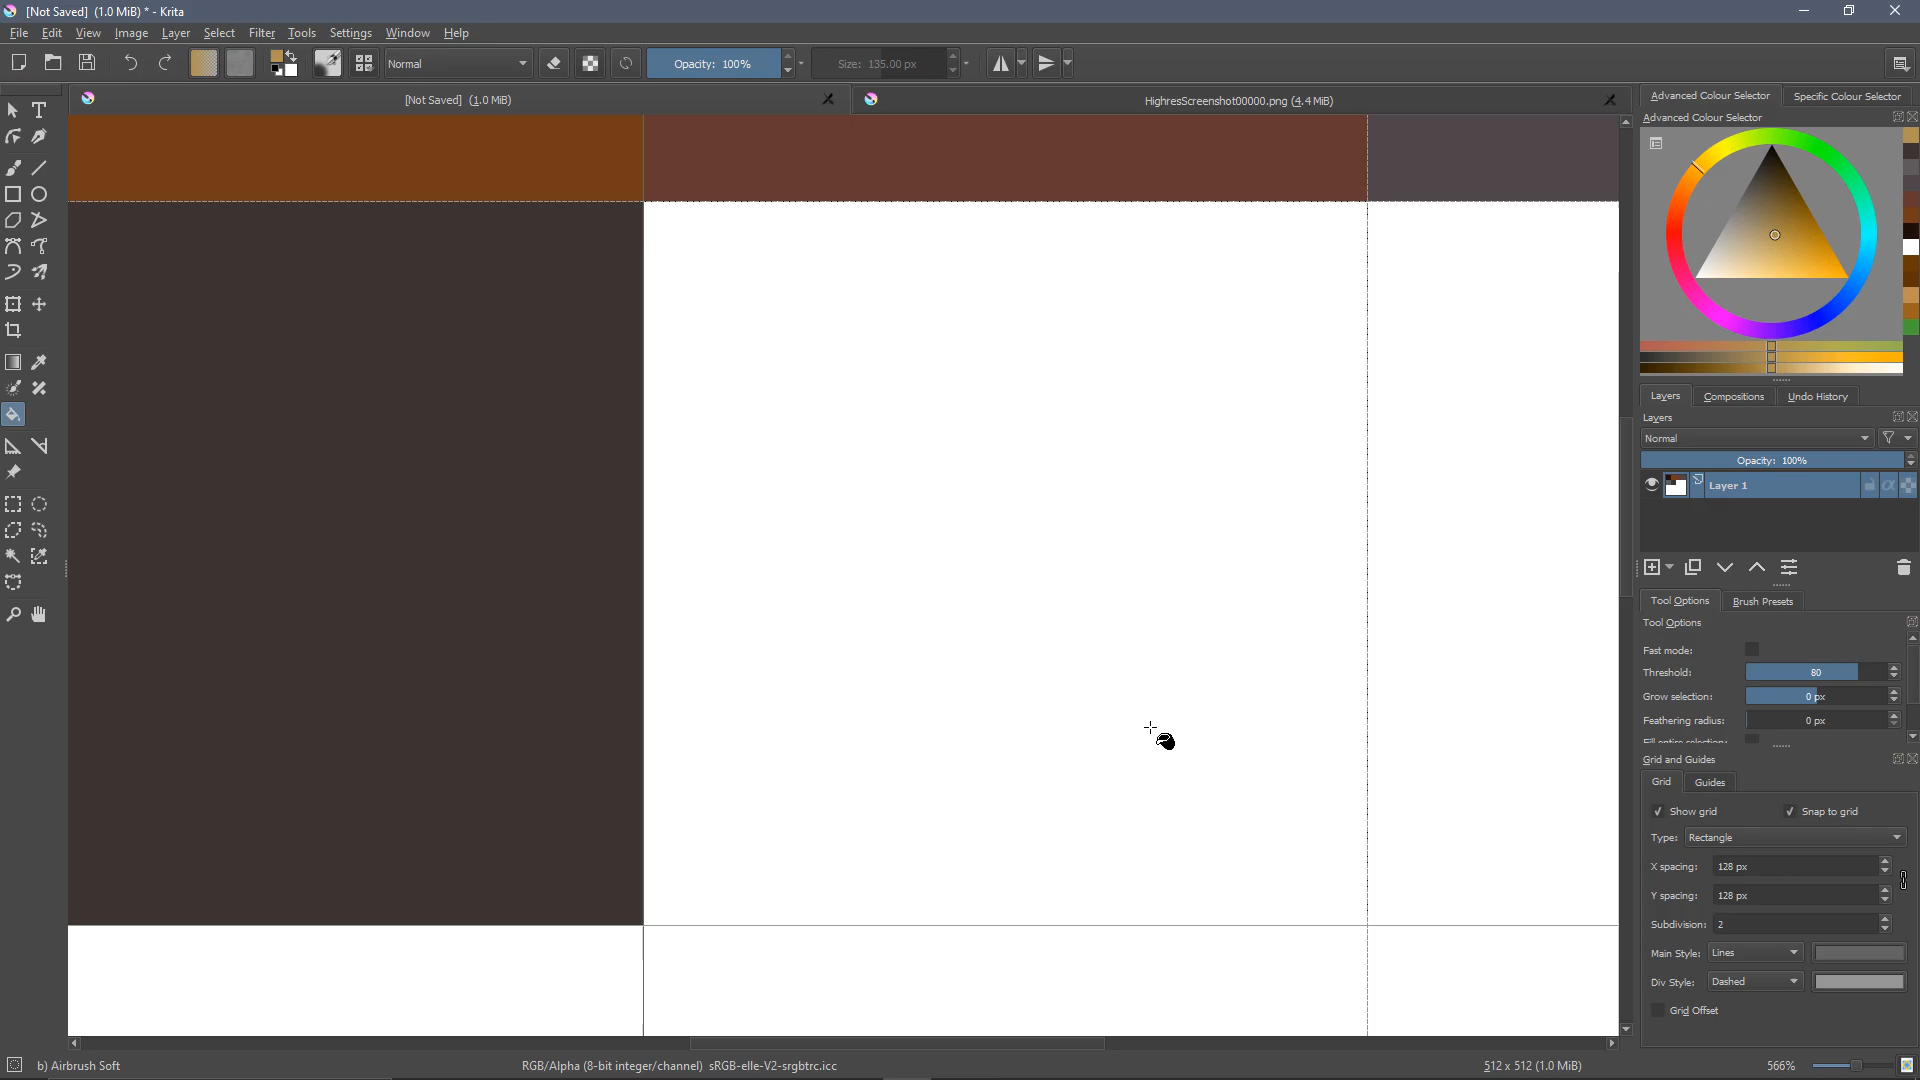 [Not Saved] (1.0 MiB) * - Krita
File Edit View Image Layer Select Filter Tools Settings Window Help
Normal Opacity: 100% Size: 135.00 px
[Not Saved] (1.0 MiB) HighresScreenshot00000.png (4.4 MiB)
Advanced Colour Selector Specific Colour Selector
Advanced Colour Selector
Layers Compositions Undo History
Layers
Normal
Opacity: 100%
Layer 1
Tool Options Brush Presets
Tool Options
Fast mode:
Threshold: 80
Grow selection: 0 px
Feathering radius: 0 px
Fill entire selection:
Grid and Guides
Grid Guides
Show grid Snap to grid
Type: Rectangle
X spacing: 128 px
Y spacing: 128 px
Subdivision: 2
Main Style: Lines
Div Style: Dashed
Grid Offset
b) Airbrush Soft RGB/Alpha (8-bit integer/channel) sRGB-elle-V2-srgbtrc.icc 512 x 512 (1.0 MiB) 566%